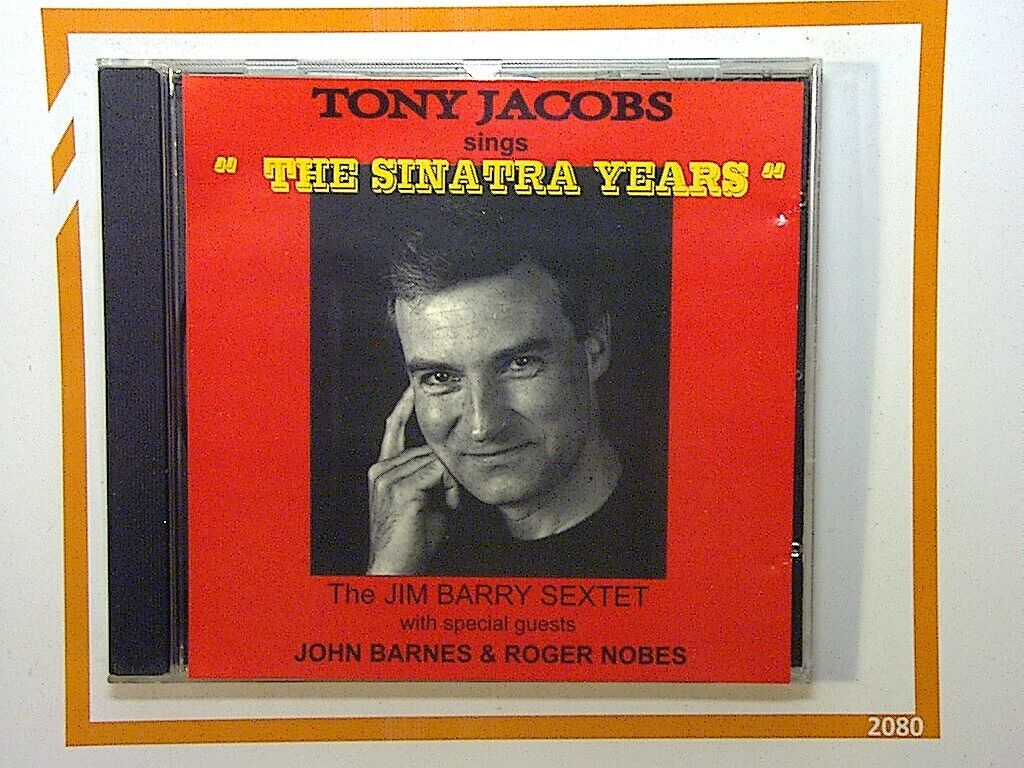 TONY JACOBS
sings
" THE SINATRA YEARS "
The JIM BARRY SEXTET
with special guests
JOHN BARNES & ROGER NOBES
2080